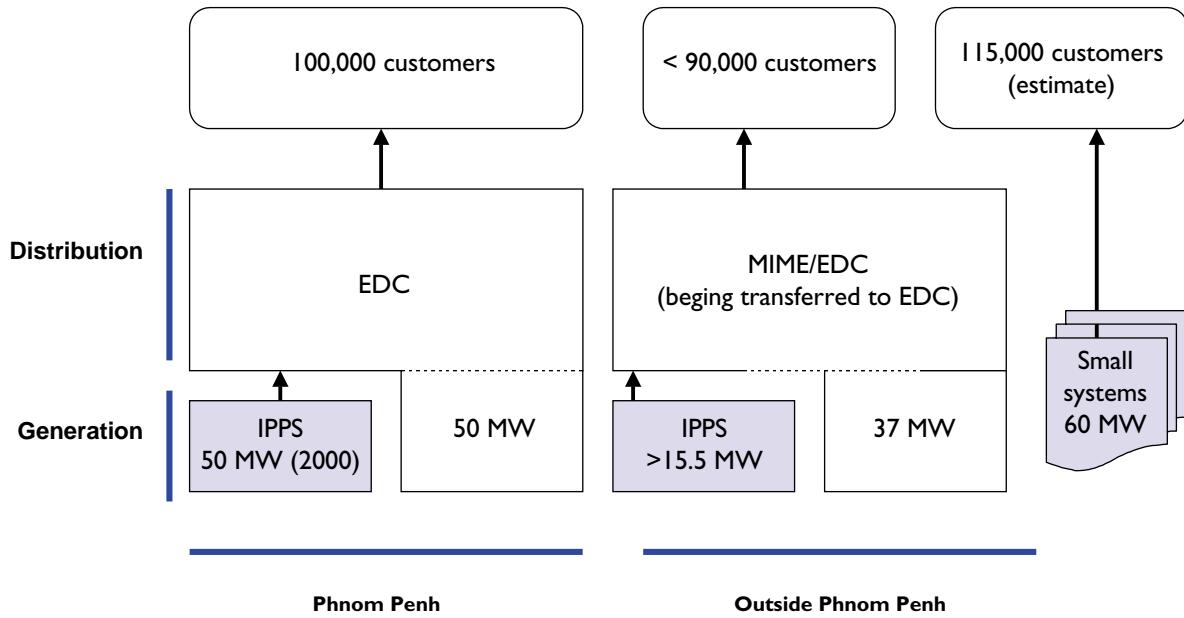 100,000 customers
< 90,000 customers
115,000 customers
(estimate)
Distribution
EDC
MIME/EDC
(beging transferred to EDC)
Generation
IPPS
50 MW (2000)
50 MW
IPPS
>15.5 MW
37 MW
Small
systems
60 MW
Phnom Penh
Outside Phnom Penh